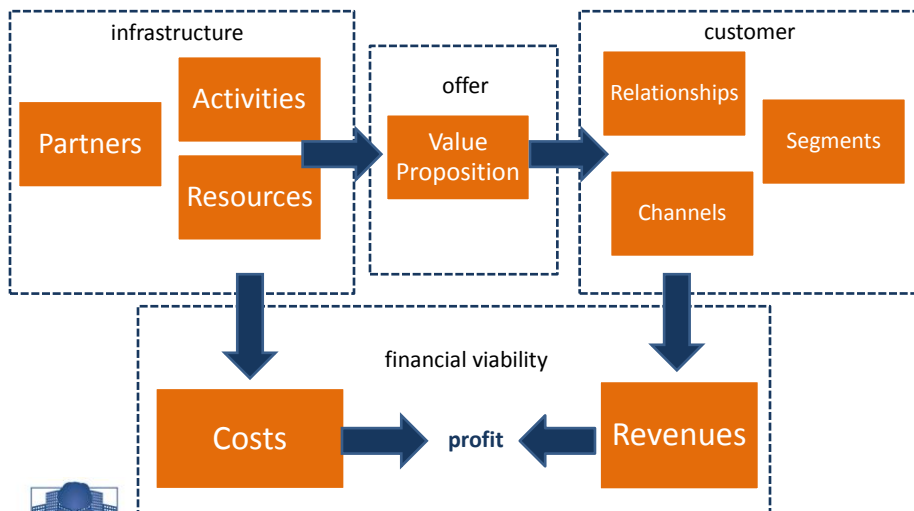 infrastructure
Partners
Activities
Resources
offer
Value
Proposition
customer
Relationships
Segments
Channels
financial viability
Costs
profit
Revenues